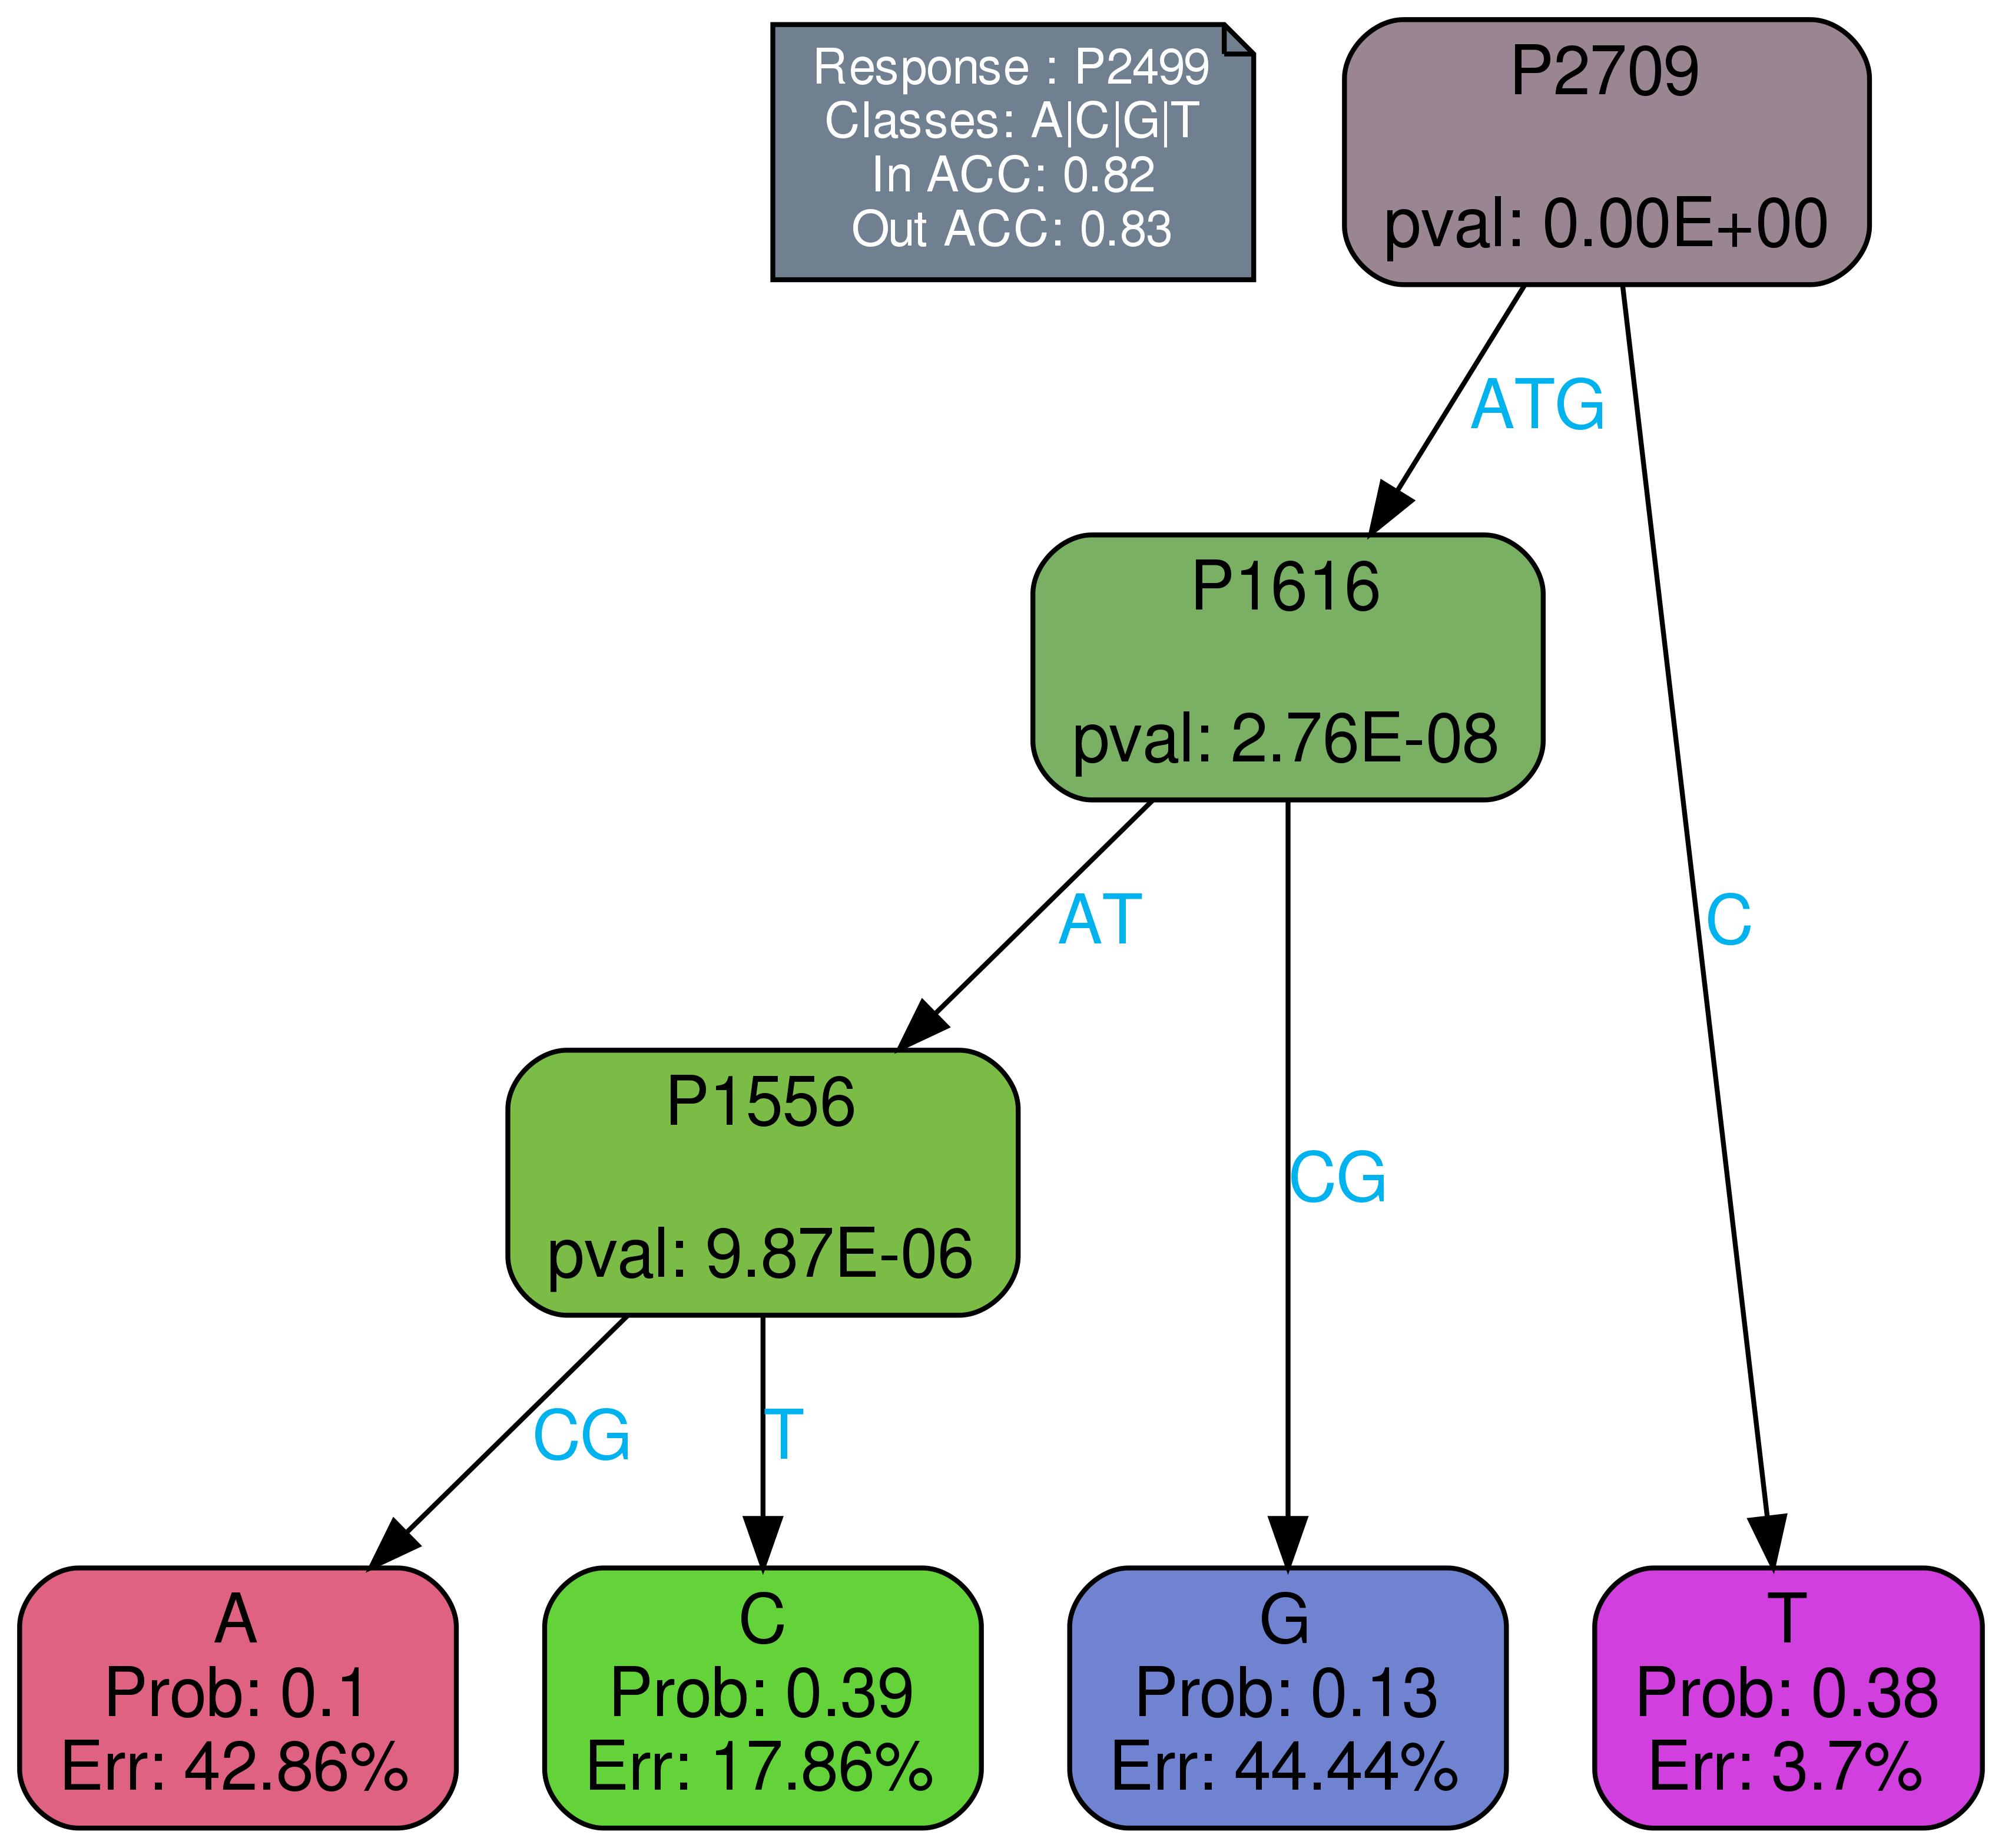 Response : P2499
Classes: A|C|G|T
In ACC: 0.82
Out ACC: 0.83
P2709
pval: 0.00E+00
ATG
C
P1616
pval: 2.76E-08
AT
CG
P1556
pval: 9.87E-06
CG
T
A
Prob: 0.1
Err: 42.86%
C
Prob: 0.39
Err: 17.86%
G
Prob: 0.13
Err: 44.44%
T
Prob: 0.38
Err: 3.7%